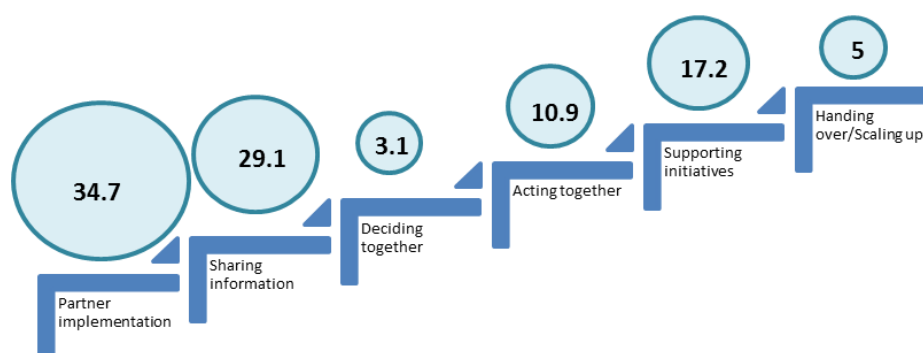 34.7
Partner
implementation
29.1
Sharing
information
3.1
Deciding
together
10.9
Acting together
17.2
Supporting
initiatives
5
Handing
over/Scaling up